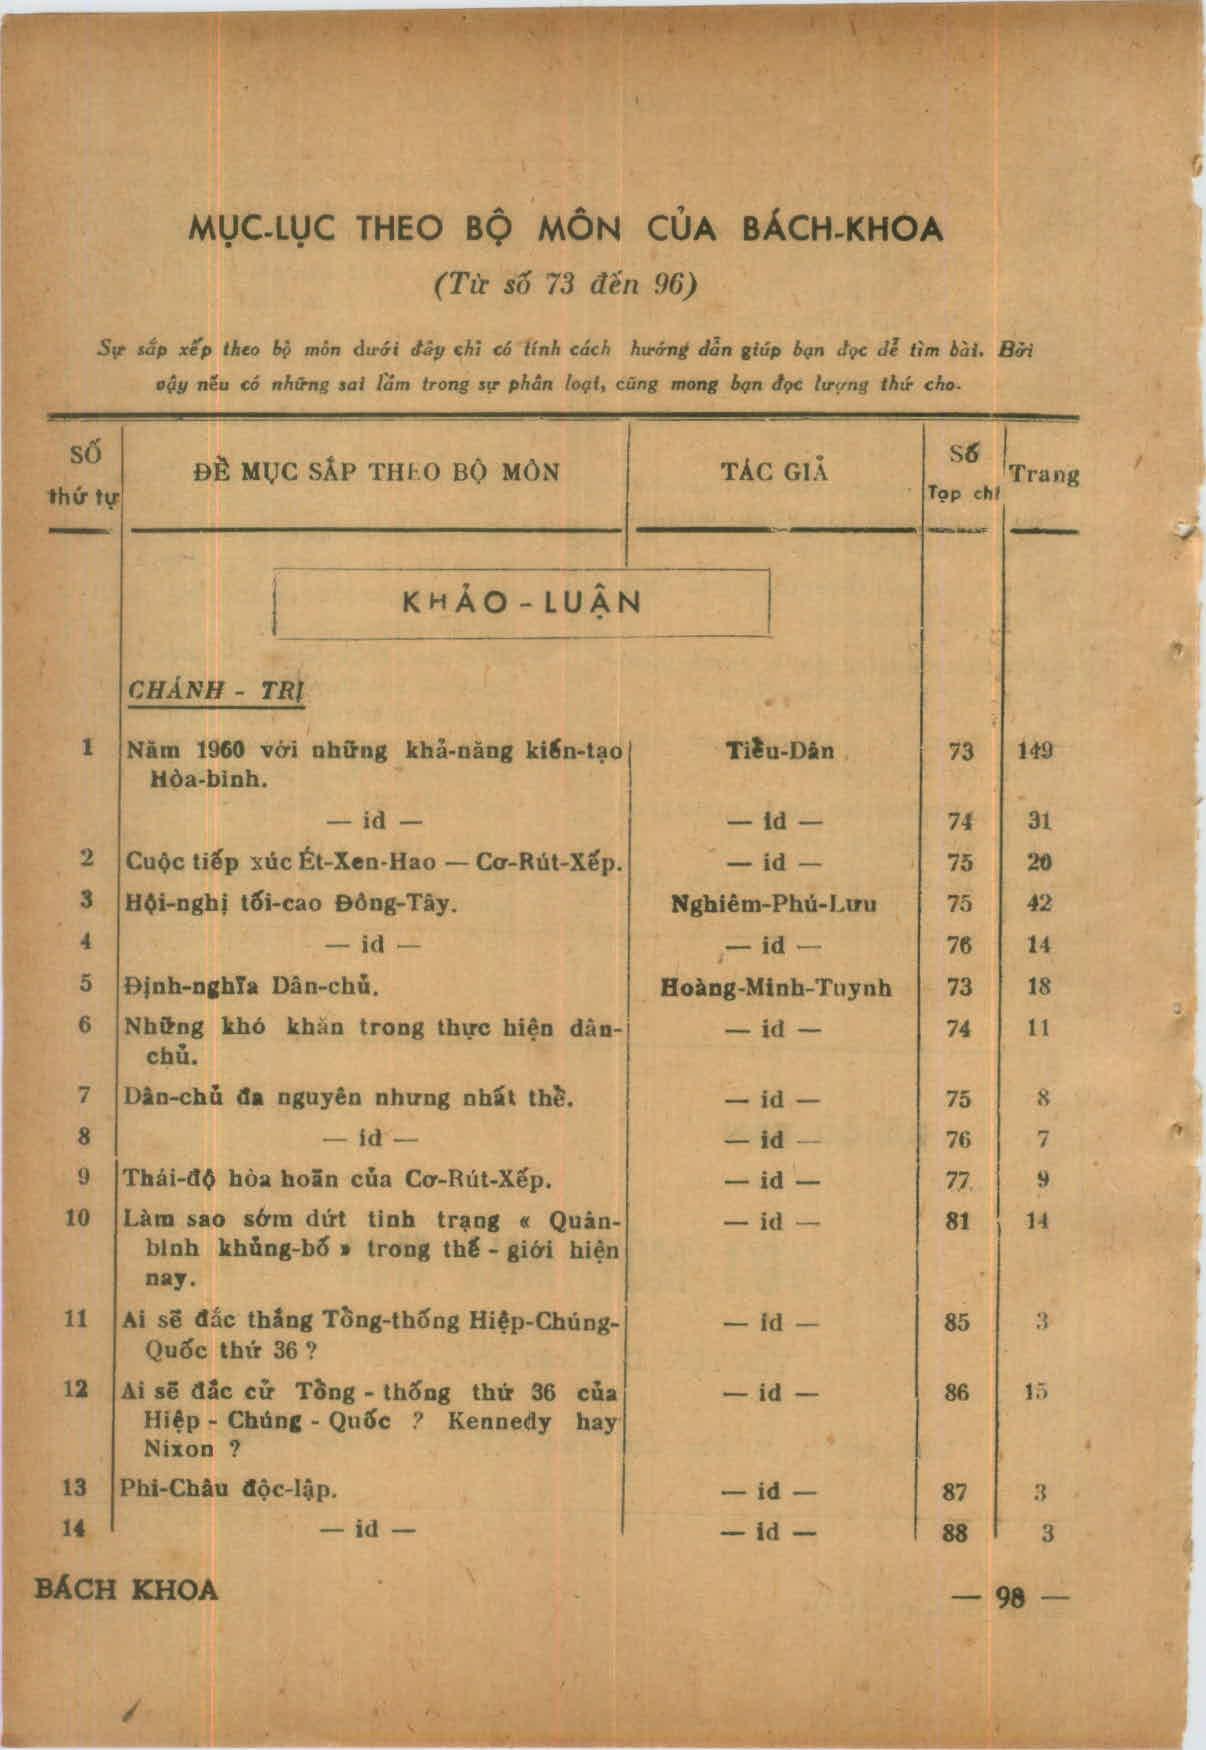 MỤC-LỤC THEO BỘ MÔN CỦA BÁCH-KHOA
(Từ số 73 đến 96)
Sự sắp xếp theo bộ môn dưới đây chỉ có tính cách hướng dẫn giúp bạn đọc dễ tìm bài. Bởi
vậy nếu có những sai lầm trong sự phân loại, cũng mong bạn đọc lượng thứ cho.
SỐ thứ tự ĐỀ MỤC SẮP THEO BỘ MÔN TÁC GIẢ Số Tạp chí Trang
KHẢO - LUẬN
CHÁNH - TRỊ
1 Năm 1960 với những khả-năng kiến-tạo Tiểu-Dân 73 149
Hòa-bình.
— id — — id — 74 31
2 Cuộc tiếp xúc Ét-Xen-Hao — Cơ-Rút-Xếp. — id — 75 20
3 Hội-nghị tối-cao Đông-Tây. Nghiêm-Phú-Lưu 75 42
4 — id — — id — 76 14
5 Định-nghĩa Dân-chủ. Hoàng-Minh-Tuynh 73 18
6 Những khó khăn trong thực hiện dân- — id — 74 11
chủ.
7 Dân-chủ đa nguyên nhưng nhất thể. — id — 75 8
8 — id — — id — 76 7
9 Thái-độ hòa hoãn của Cơ-Rút-Xếp. — id — 77 9
10 Làm sao sớm dứt tình trạng « Quân- — id — 81 14
bình khủng-bố » trong thế - giới hiện
nay.
11 Ai sẽ đắc thắng Tổng-thống Hiệp-Chúng- — id — 85 3
Quốc thứ 36 ?
12 Ai sẽ đắc cử Tổng - thống thứ 36 của — id — 86 15
Hiệp - Chúng - Quốc ? Kennedy hay
Nixon ?
13 Phi-Châu độc-lập. — id — 87 3
14 — id — — id — 88 3
BÁCH KHOA — 98 —